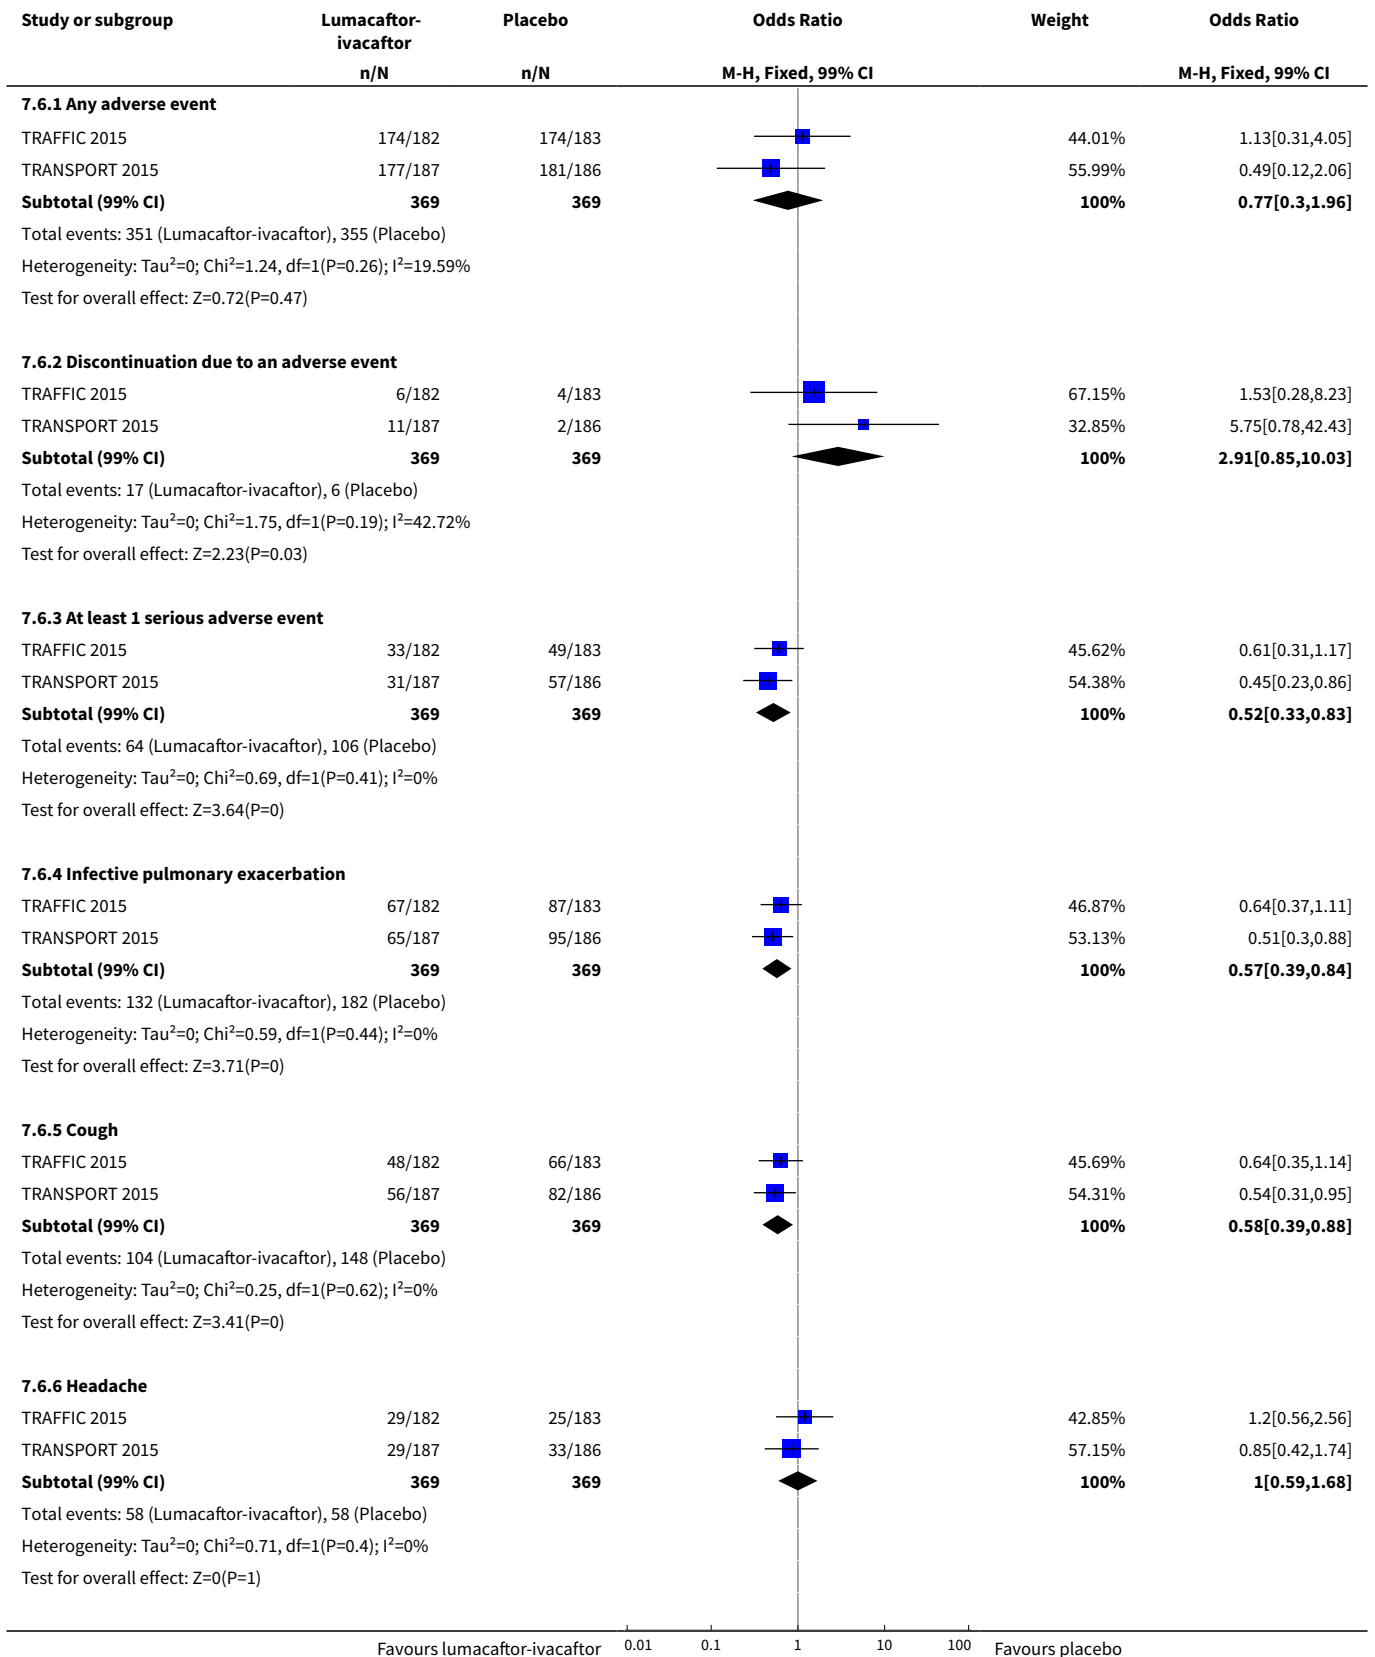 Study or subgroup Lumacaftor-ivacaftor Placebo Odds Ratio Weight Odds Ratio
n/N n/N M-H, Fixed, 99% CI M-H, Fixed, 99% CI
7.6.1 Any adverse event
TRAFFIC 2015 174/182 174/183 44.01% 1.13[0.31,4.05]
TRANSPORT 2015 177/187 181/186 55.99% 0.49[0.12,2.06]
Subtotal (99% CI) 369 369 100% 0.77[0.3,1.96]
Total events: 351 (Lumacaftor-ivacaftor), 355 (Placebo)
Heterogeneity: Tau²=0; Chi²=1.24, df=1(P=0.26); I²=19.59%
Test for overall effect: Z=0.72(P=0.47)
7.6.2 Discontinuation due to an adverse event
TRAFFIC 2015 6/182 4/183 67.15% 1.53[0.28,8.23]
TRANSPORT 2015 11/187 2/186 32.85% 5.75[0.78,42.43]
Subtotal (99% CI) 369 369 100% 2.91[0.85,10.03]
Total events: 17 (Lumacaftor-ivacaftor), 6 (Placebo)
Heterogeneity: Tau²=0; Chi²=1.75, df=1(P=0.19); I²=42.72%
Test for overall effect: Z=2.23(P=0.03)
7.6.3 At least 1 serious adverse event
TRAFFIC 2015 33/182 49/183 45.62% 0.61[0.31,1.17]
TRANSPORT 2015 31/187 57/186 54.38% 0.45[0.23,0.86]
Subtotal (99% CI) 369 369 100% 0.52[0.33,0.83]
Total events: 64 (Lumacaftor-ivacaftor), 106 (Placebo)
Heterogeneity: Tau²=0; Chi²=0.69, df=1(P=0.41); I²=0%
Test for overall effect: Z=3.64(P=0)
7.6.4 Infective pulmonary exacerbation
TRAFFIC 2015 67/182 87/183 46.87% 0.64[0.37,1.11]
TRANSPORT 2015 65/187 95/186 53.13% 0.51[0.3,0.88]
Subtotal (99% CI) 369 369 100% 0.57[0.39,0.84]
Total events: 132 (Lumacaftor-ivacaftor), 182 (Placebo)
Heterogeneity: Tau²=0; Chi²=0.59, df=1(P=0.44); I²=0%
Test for overall effect: Z=3.71(P=0)
7.6.5 Cough
TRAFFIC 2015 48/182 66/183 45.69% 0.64[0.35,1.14]
TRANSPORT 2015 56/187 82/186 54.31% 0.54[0.31,0.95]
Subtotal (99% CI) 369 369 100% 0.58[0.39,0.88]
Total events: 104 (Lumacaftor-ivacaftor), 148 (Placebo)
Heterogeneity: Tau²=0; Chi²=0.25, df=1(P=0.62); I²=0%
Test for overall effect: Z=3.41(P=0)
7.6.6 Headache
TRAFFIC 2015 29/182 25/183 42.85% 1.2[0.56,2.56]
TRANSPORT 2015 29/187 33/186 57.15% 0.85[0.42,1.74]
Subtotal (99% CI) 369 369 100% 1[0.59,1.68]
Total events: 58 (Lumacaftor-ivacaftor), 58 (Placebo)
Heterogeneity: Tau²=0; Chi²=0.71, df=1(P=0.4); I²=0%
Test for overall effect: Z=0(P=1)
Favours lumacaftor-ivacaftor 0.01 0.1 1 10 100 Favours placebo